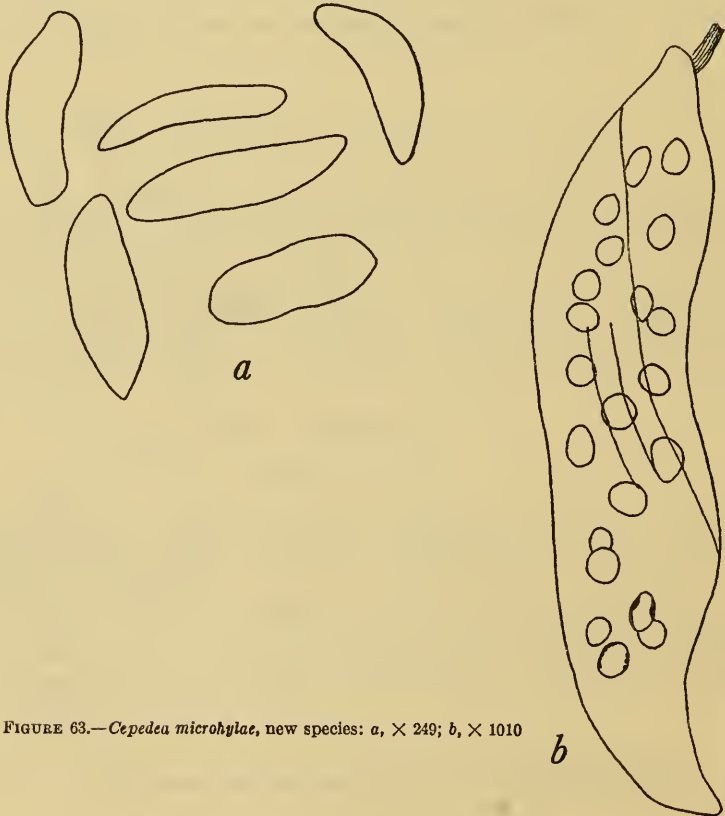 a
FIGURE 63.—Cepedea microhylae, new species: a, × 249; b, × 1010
b